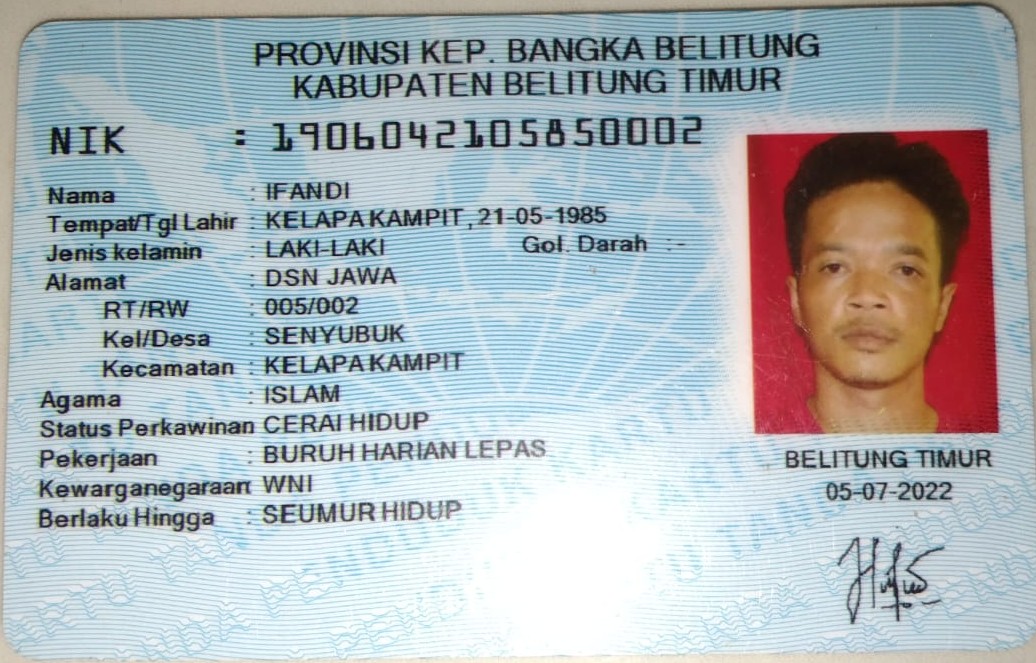 PROVINSI KEP. BANGKA BELITUNG
KABUPATEN BELITUNG TIMUR
NIK : 1906042105850002
Nama : IFANDI
Tempat/Tgl Lahir : KELAPA KAMPIT, 21-05-1985
Jenis kelamin : LAKI-LAKI Gol. Darah : -
Alamat : DSN JAWA
RT/RW : 005/002
Kel/Desa : SENYUBUK
Kecamatan : KELAPA KAMPIT
Agama : ISLAM
Status Perkawinan CERAI HIDUP
Pekerjaan : BURUH HARIAN LEPAS
Kewarganegaraan: WNI
Berlaku Hingga : SEUMUR HIDUP
BELITUNG TIMUR
05-07-2022